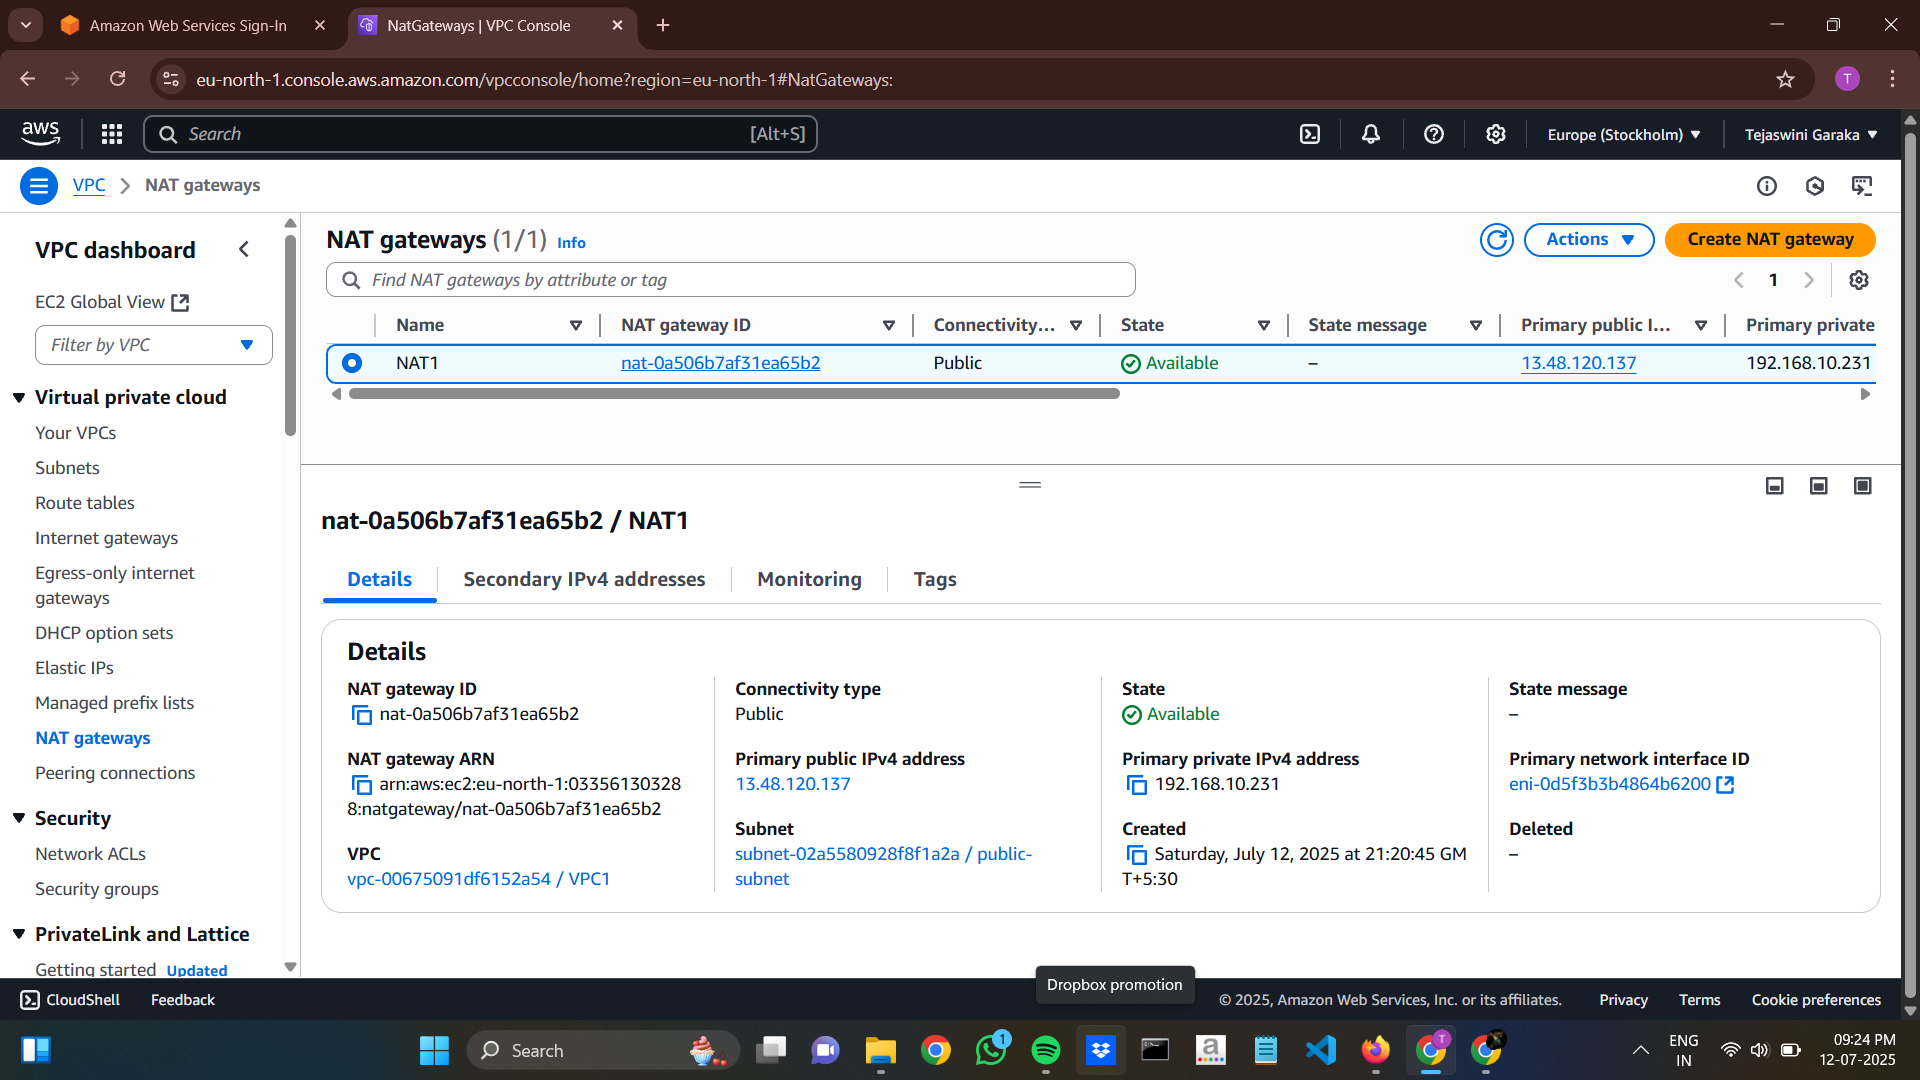 Amazon Web Services Sign-In
NatGateways | VPC Console
eu-north-1.console.aws.amazon.com/vpcconsole/home?region=eu-north-1#NatGateways:
T
aws
Search
[Alt+S]
Europe (Stockholm)
Tejaswini Garaka
VPC
NAT gateways
VPC dashboard
EC2 Global View
Filter by VPC
Virtual private cloud
Your VPCs
Subnets
Route tables
Internet gateways
Egress-only internet
gateways
DHCP option sets
Elastic IPs
Managed prefix lists
NAT gateways
Peering connections
Security
Network ACLs
Security groups
PrivateLink and Lattice
Getting started Updated
NAT gateways (1/1) Info
Actions
Create NAT gateway
Find NAT gateways by attribute or tag
1
Name
NAT gateway ID
Connectivity...
State
State message
Primary public I...
Primary private
NAT1
nat-0a506b7af31ea65b2
Public
Available
–
13.48.120.137
192.168.10.231
nat-0a506b7af31ea65b2 / NAT1
Details
Secondary IPv4 addresses
Monitoring
Tags
Details
NAT gateway ID
nat-0a506b7af31ea65b2
NAT gateway ARN
arn:aws:ec2:eu-north-1:03356130328
8:natgateway/nat-0a506b7af31ea65b2
VPC
vpc-00675091df6152a54 / VPC1
Connectivity type
Public
Primary public IPv4 address
13.48.120.137
Subnet
subnet-02a5580928f8f1a2a / public-
subnet
State
Available
Primary private IPv4 address
192.168.10.231
Created
Saturday, July 12, 2025 at 21:20:45 GM
T+5:30
State message
–
Primary network interface ID
eni-0d5f3b3b4864b6200
Deleted
–
Dropbox promotion
CloudShell
Feedback
© 2025, Amazon Web Services, Inc. or its affiliates.
Privacy
Terms
Cookie preferences
Search
1
a
T
ENG
IN
09:24 PM
12-07-2025